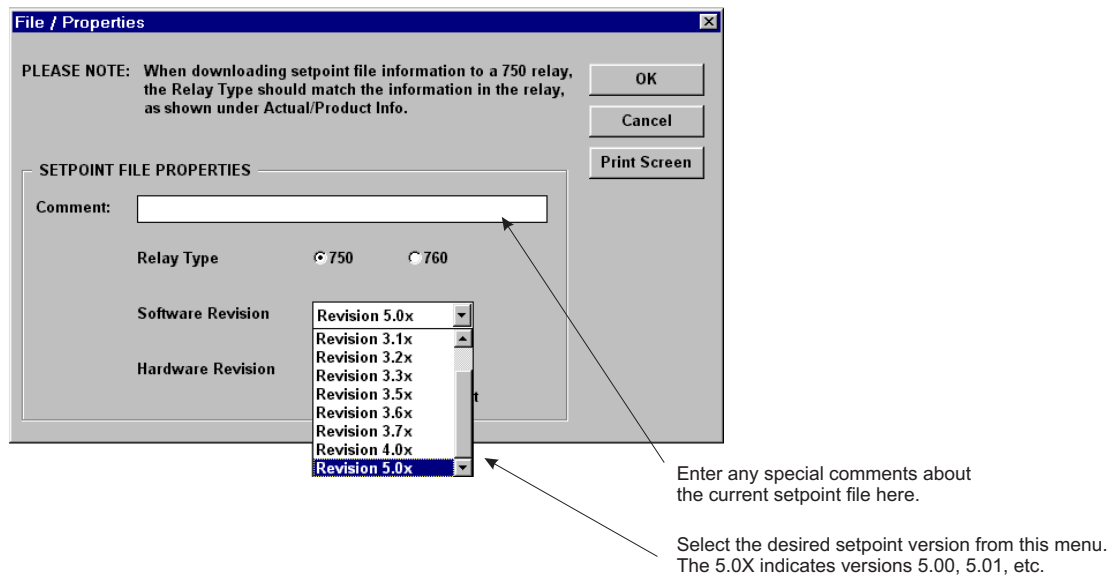 File / Properties
PLEASE NOTE: When downloading setpoint file information to a 750 relay,
the Relay Type should match the information in the relay,
as shown under Actual/Product Info.
OK
Cancel
Print Screen
SETPOINT FILE PROPERTIES
Comment:
Relay Type 750 760
Software Revision Revision 5.0x
Hardware Revision
Revision 3.1x
Revision 3.2x
Revision 3.3x
Revision 3.5x
Revision 3.6x
Revision 3.7x
Revision 4.0x
Revision 5.0x
Enter any special comments about
the current setpoint file here.
Select the desired setpoint version from this menu.
The 5.0X indicates versions 5.00, 5.01, etc.